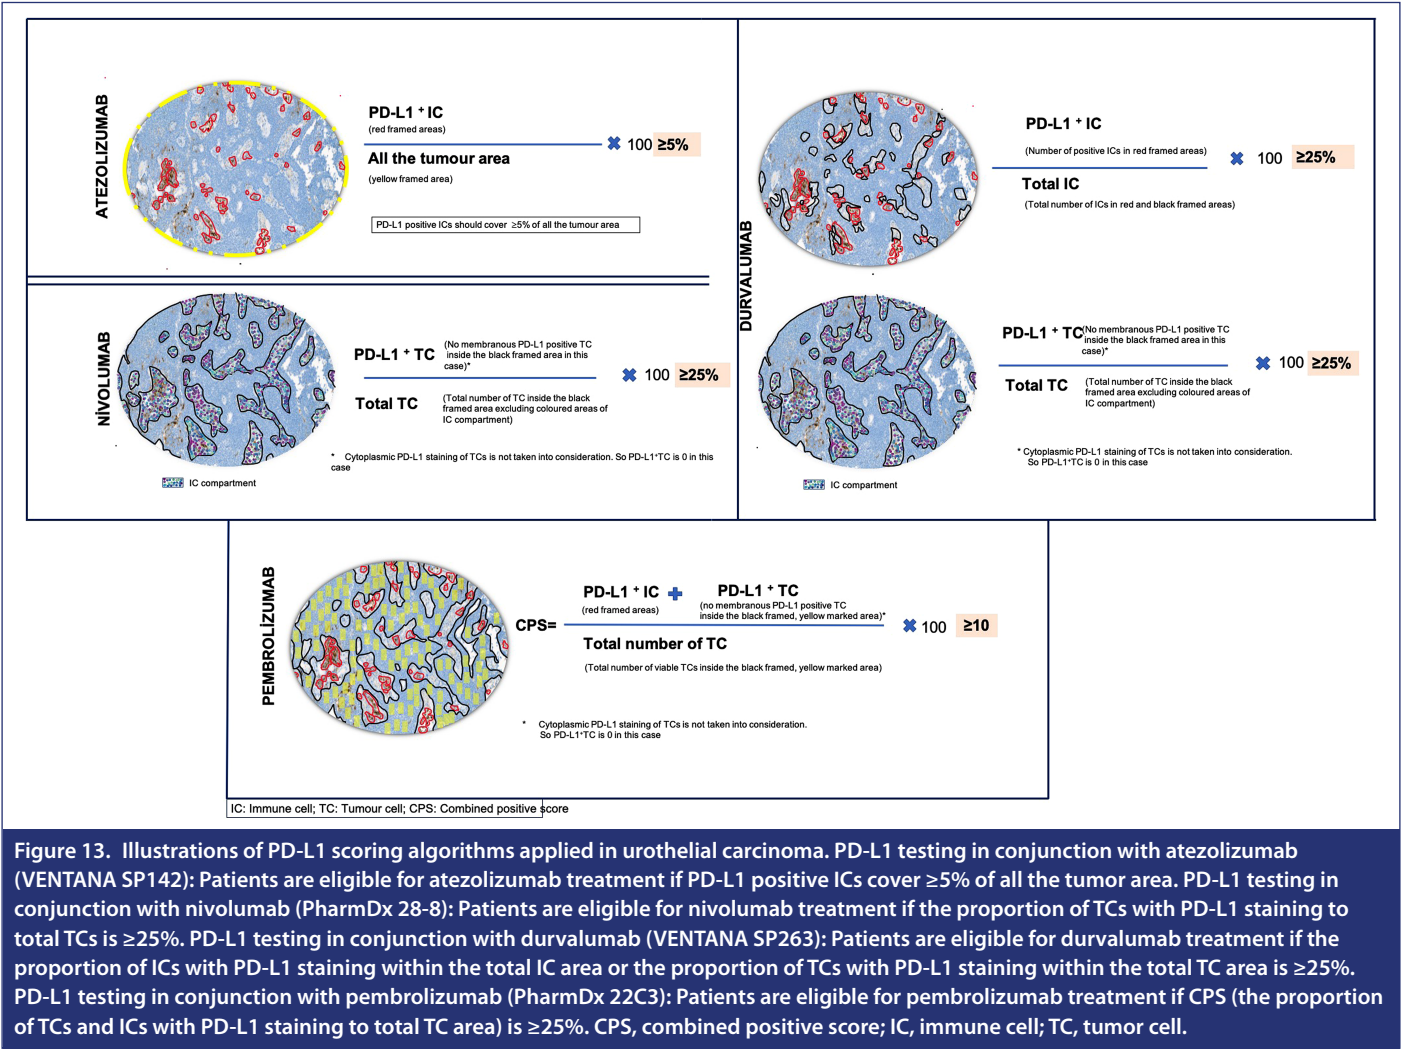 ATEZOLIZUMAB
PD-L1 + IC
(red framed areas)
All the tumour area
(yellow framed area)
✖ 100 ≥5%
PD-L1 positive ICs should cover ≥5% of all the tumour area
NİVOLUMAB
PD-L1 + TC
(No membranous PD-L1 positive TC
inside the black framed area in this
case)*
Total TC
(Total number of TC inside the black
framed area excluding coloured areas of
IC compartment)
✖ 100 ≥25%
* Cytoplasmic PD-L1 staining of TCs is not taken into consideration. So PD-L1+TC is 0 in this
case
IC compartment
DURVALUMAB
PD-L1 + IC
(Number of positive ICs in red framed areas)
Total IC
(Total number of ICs in red and black framed areas)
✖ 100 ≥25%
PD-L1 + TC
(No membranous PD-L1 positive TC
inside the black framed area in this
case)*
Total TC
(Total number of TC inside the black
framed area excluding coloured areas of
IC compartment)
✖ 100 ≥25%
* Cytoplasmic PD-L1 staining of TCs is not taken into consideration.
So PD-L1+TC is 0 in this case
IC compartment
PEMBROLİZUMAB
CPS=
PD-L1 + IC
(red framed areas)
✚
PD-L1 + TC
(no membranous PD-L1 positive TC
inside the black framed, yellow marked area)*
Total number of TC
(Total number of viable TCs inside the black framed, yellow marked area)
✖ 100 ≥10
* Cytoplasmic PD-L1 staining of TCs is not taken into consideration.
So PD-L1+TC is 0 in this case
IC: Immune cell; TC: Tumour cell; CPS: Combined positive score
Figure 13. Illustrations of PD-L1 scoring algorithms applied in urothelial carcinoma. PD-L1 testing in conjunction with atezolizumab
(VENTANA SP142): Patients are eligible for atezolizumab treatment if PD-L1 positive ICs cover ≥5% of all the tumor area. PD-L1 testing in
conjunction with nivolumab (PharmDx 28-8): Patients are eligible for nivolumab treatment if the proportion of TCs with PD-L1 staining to
total TCs is ≥25%. PD-L1 testing in conjunction with durvalumab (VENTANA SP263): Patients are eligible for durvalumab treatment if the
proportion of ICs with PD-L1 staining within the total IC area or the proportion of TCs with PD-L1 staining within the total TC area is ≥25%.
PD-L1 testing in conjunction with pembrolizumab (PharmDx 22C3): Patients are eligible for pembrolizumab treatment if CPS (the proportion
of TCs and ICs with PD-L1 staining to total TC area) is ≥25%. CPS, combined positive score; IC, immune cell; TC, tumor cell.